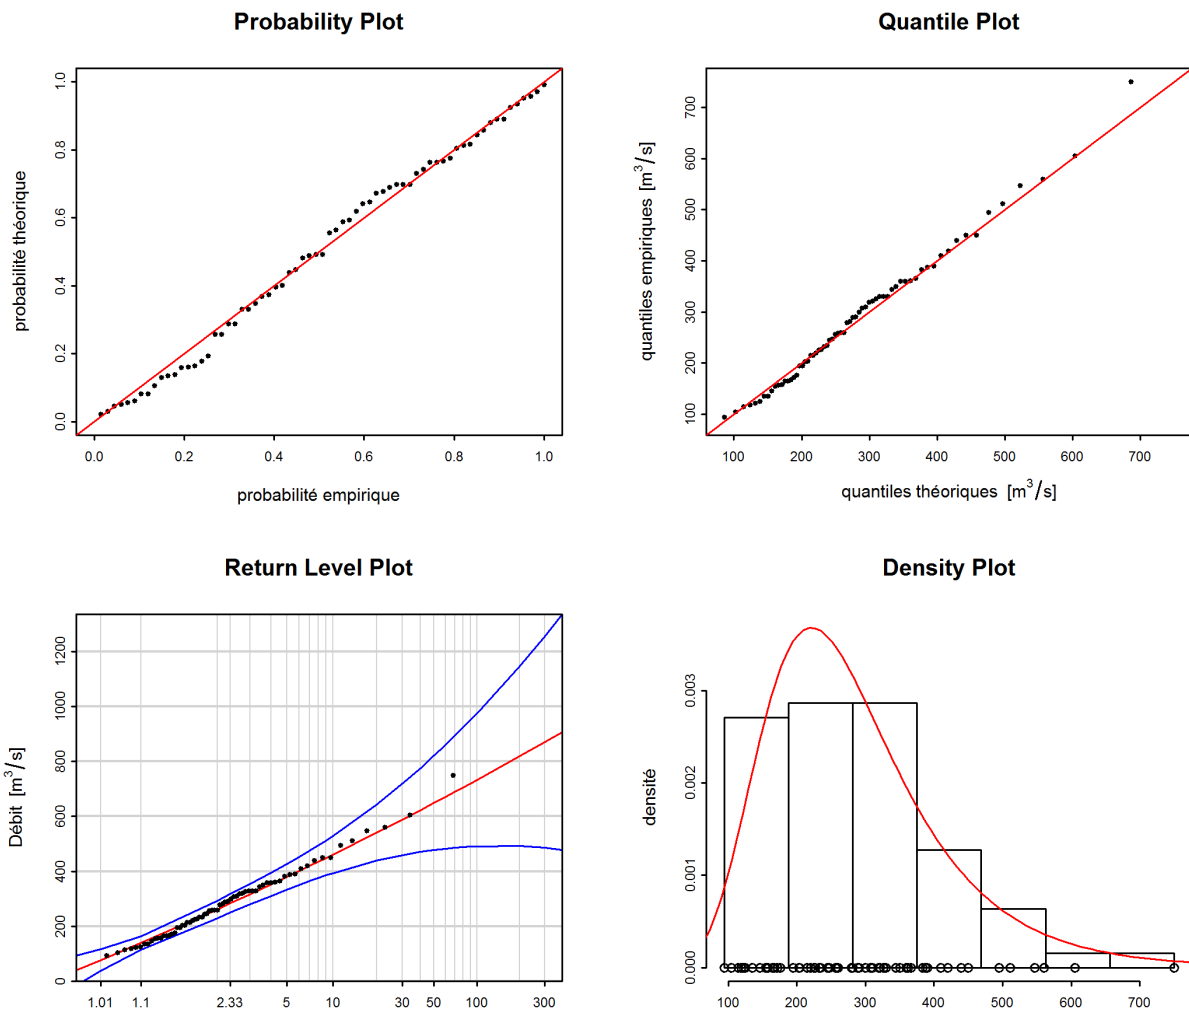 Probability Plot
probabilité théorique
0.0 0.2 0.4 0.6 0.8 1.0
0.0 0.2 0.4 0.6 0.8 1.0
probabilité empirique
Quantile Plot
quantiles empiriques [m³/s]
100 200 300 400 500 600 700
100 200 300 400 500 600 700
quantiles théoriques [m³/s]
Return Level Plot
Débit [m³/s]
0 200 400 600 800 1000 1200
1.01 1.1 2.33 5 10 30 50 100 300
Density Plot
densité
0.000 0.001 0.002 0.003
100 200 300 400 500 600 700